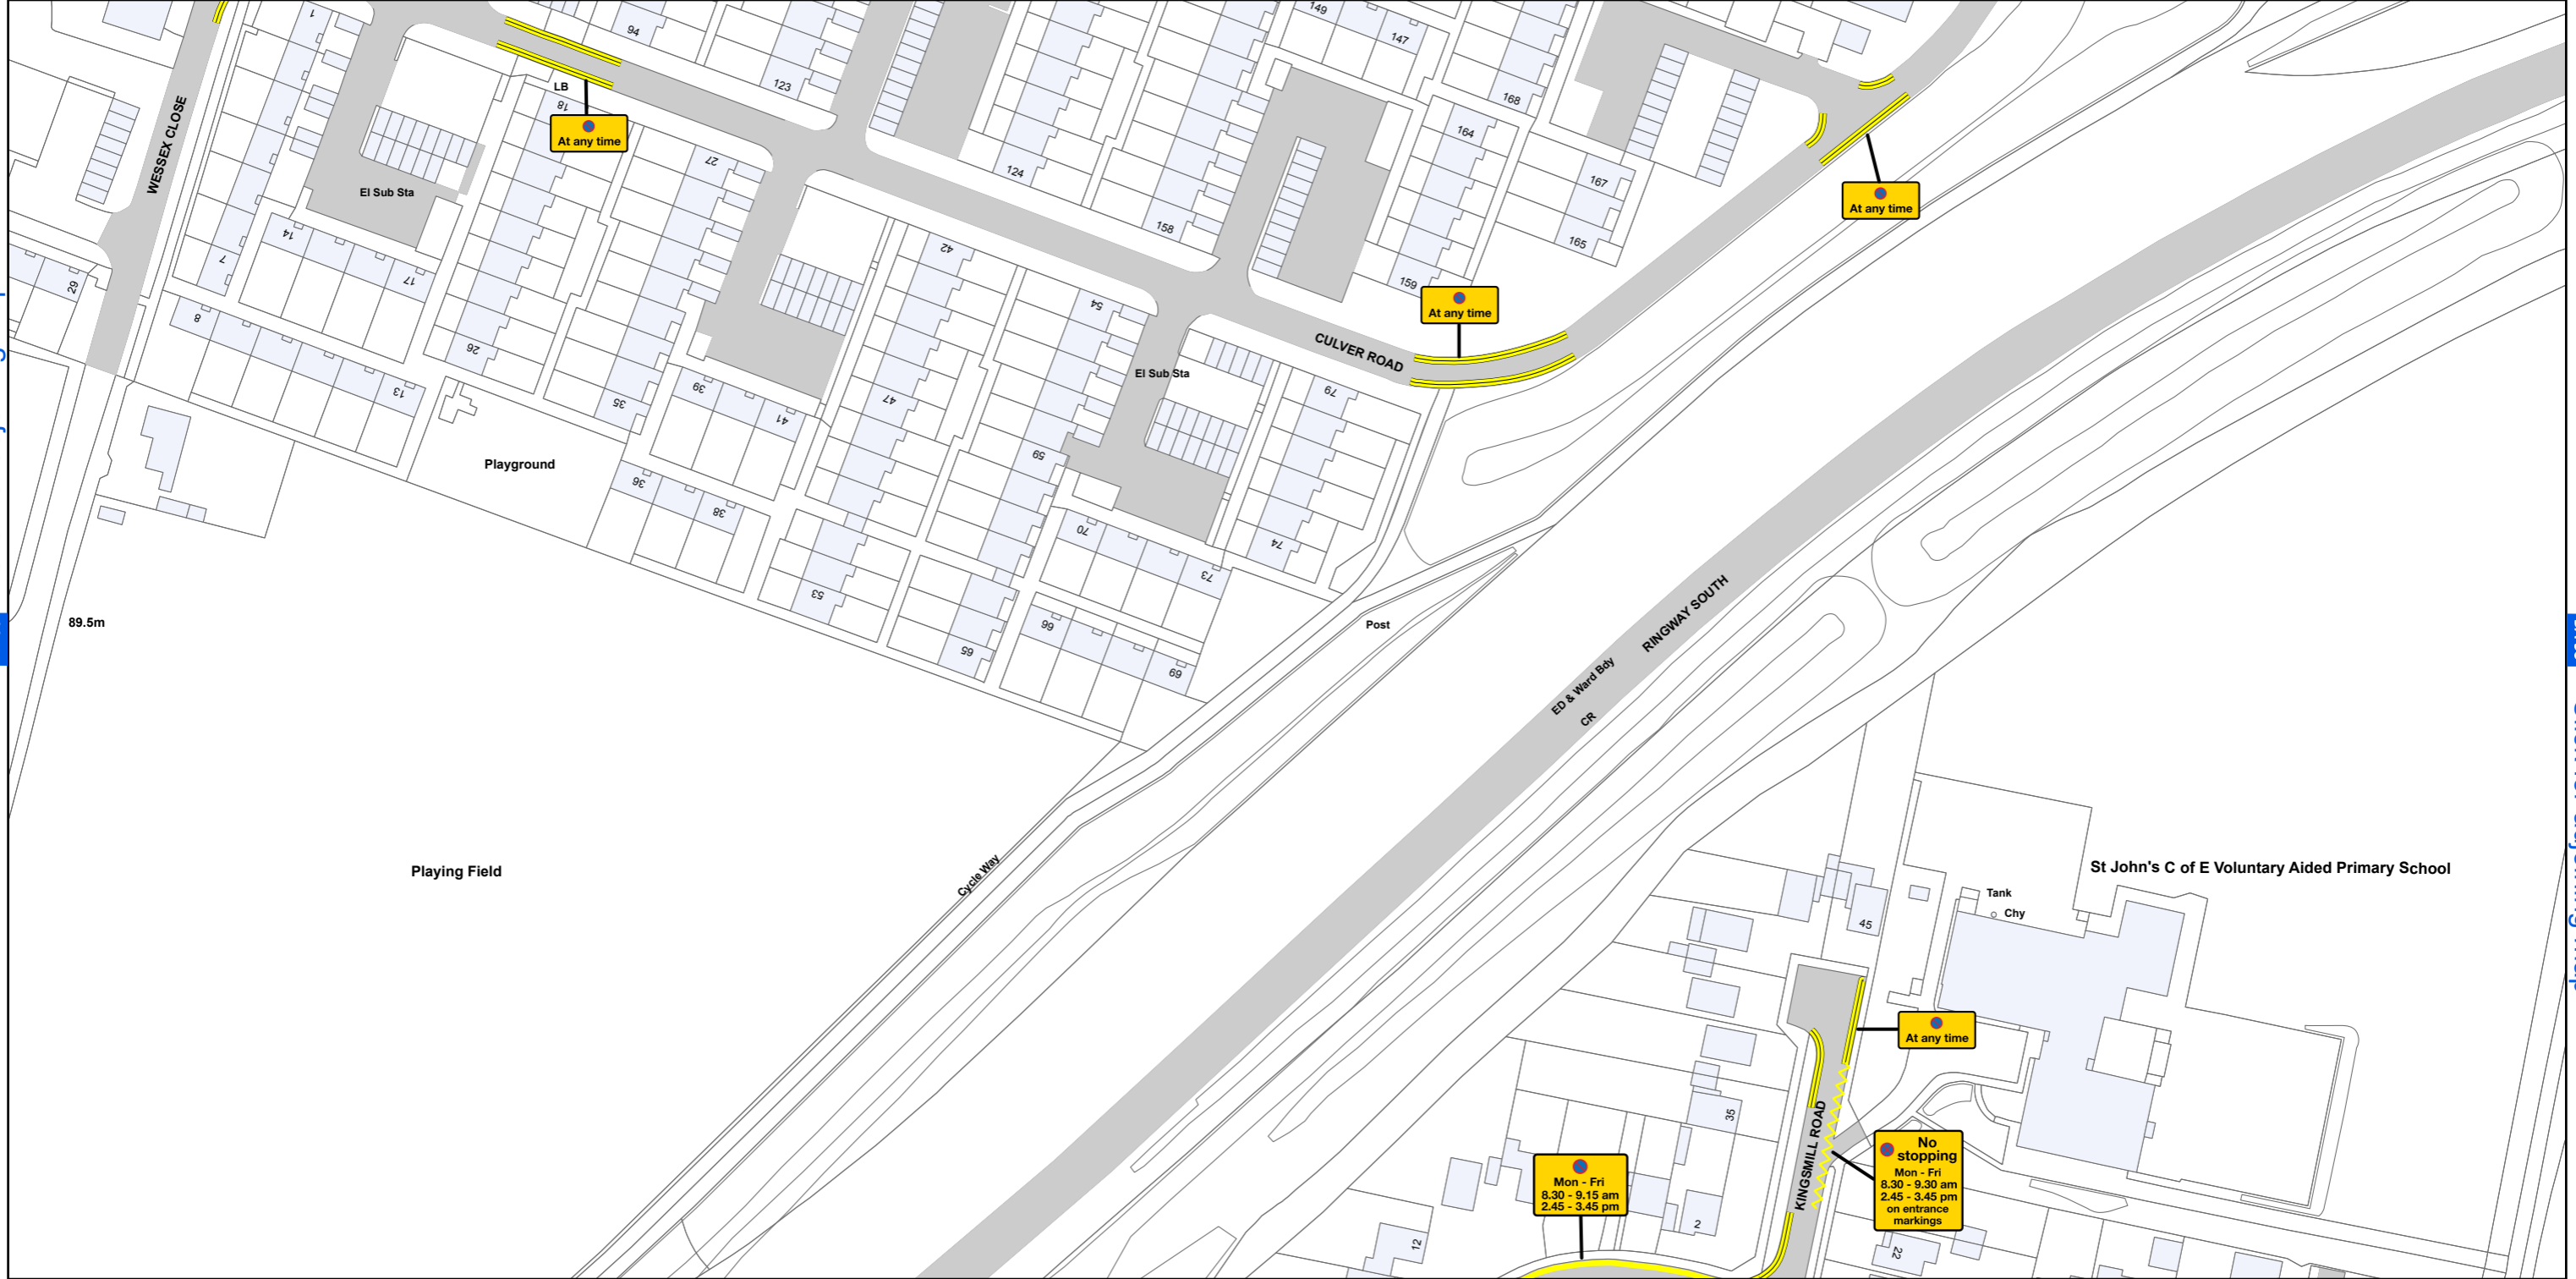 1
94
149
147
123
168
WESSEX CLOSE
LB
18
At any time
164
27
124
167
El Sub Sta
At any time
158
165
14
42
7
17
29
159
At any time
54
8
26
CULVER ROAD
El Sub Sta
39
79
13
35
41
47
Playground
59
36
38
70
74
73
53
RINGWAY SOUTH
89.5m
66
Post
65
69
ED & Ward Bdy
CR
Playing Field
Cycle Way
St John's C of E Voluntary Aided Primary School
Tank
Chy
45
At any time
35
KINGSMILL ROAD
No
stopping
Mon - Fri
8.30 - 9.30 am
2.45 - 3.45 pm
on entrance
markings
Mon - Fri
8.30 - 9.15 am
2.45 - 3.45 pm
2
12
22